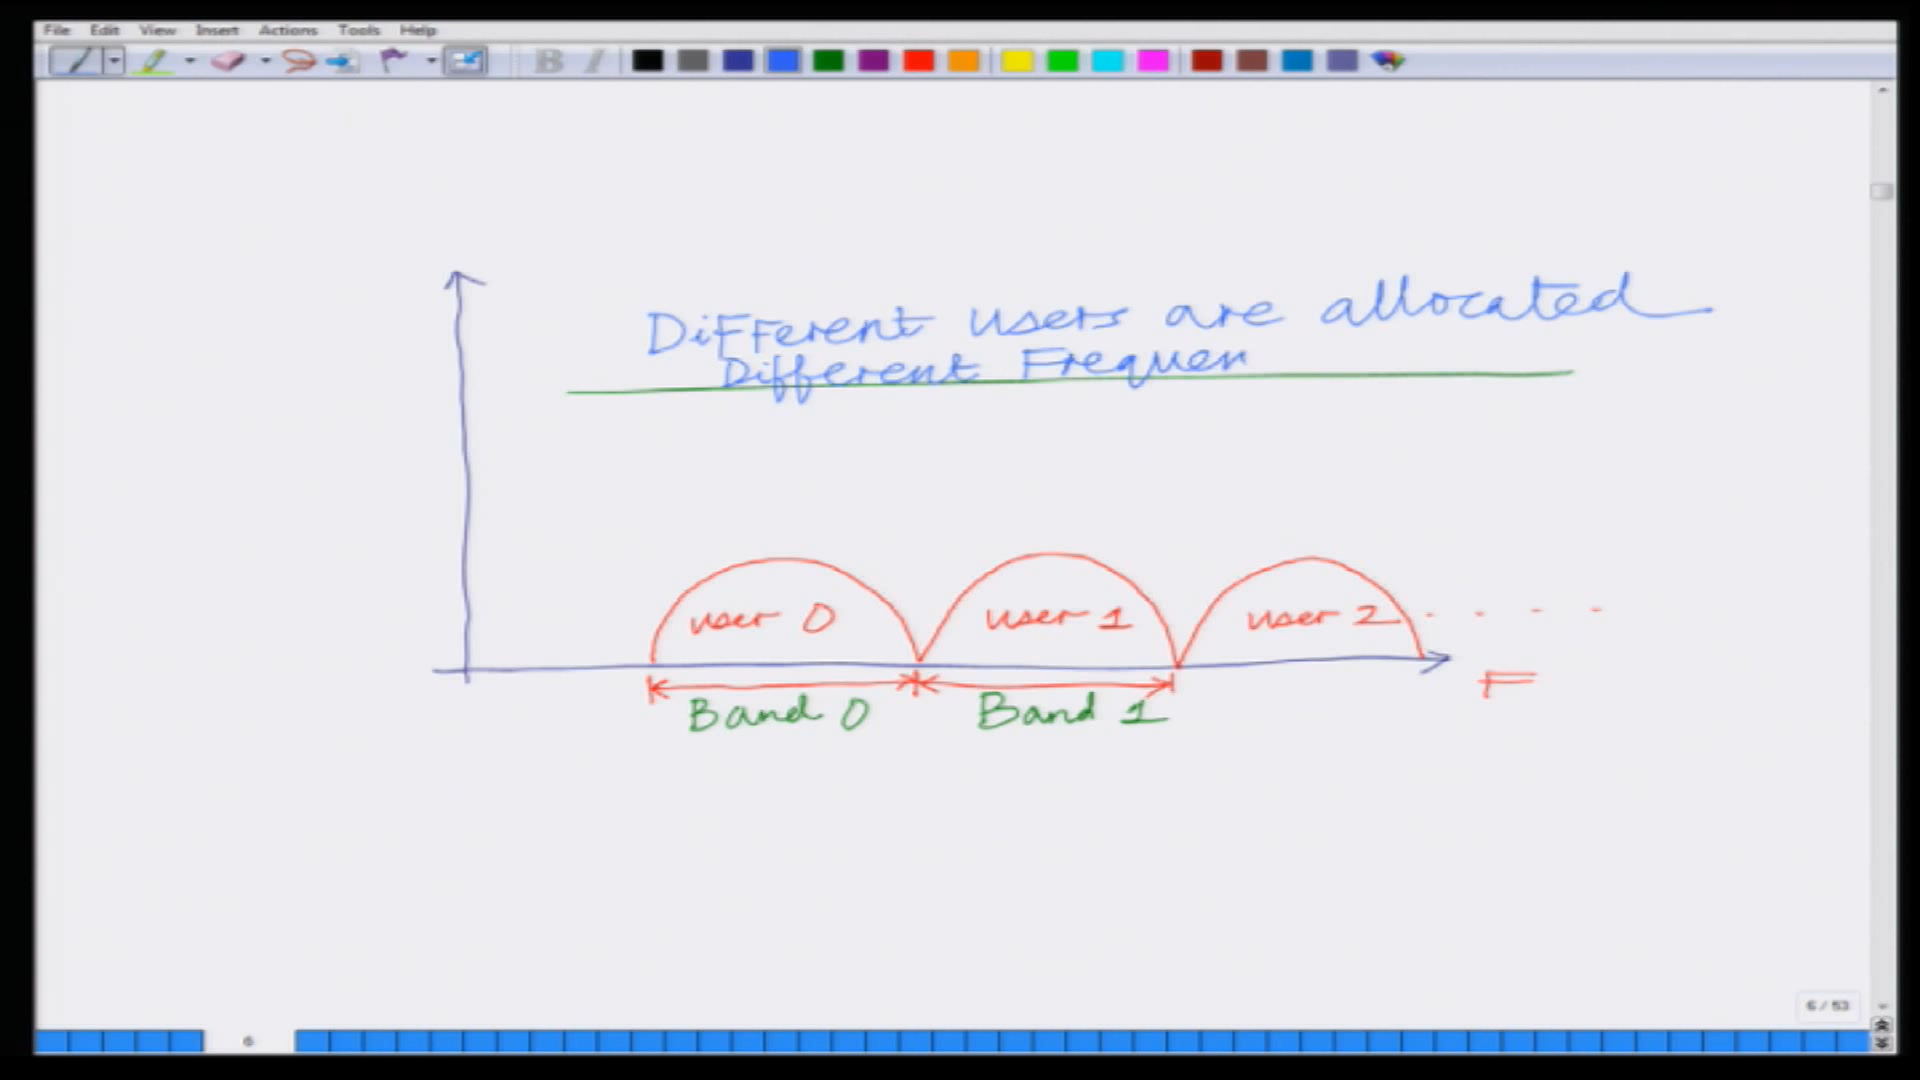 File Edit View Insert Actions Tools Help
B I
Different users are allocated
Different Frequen
user 0 user 1 user 2 . . . .
F
Band 0 Band 1
6 / 53
6